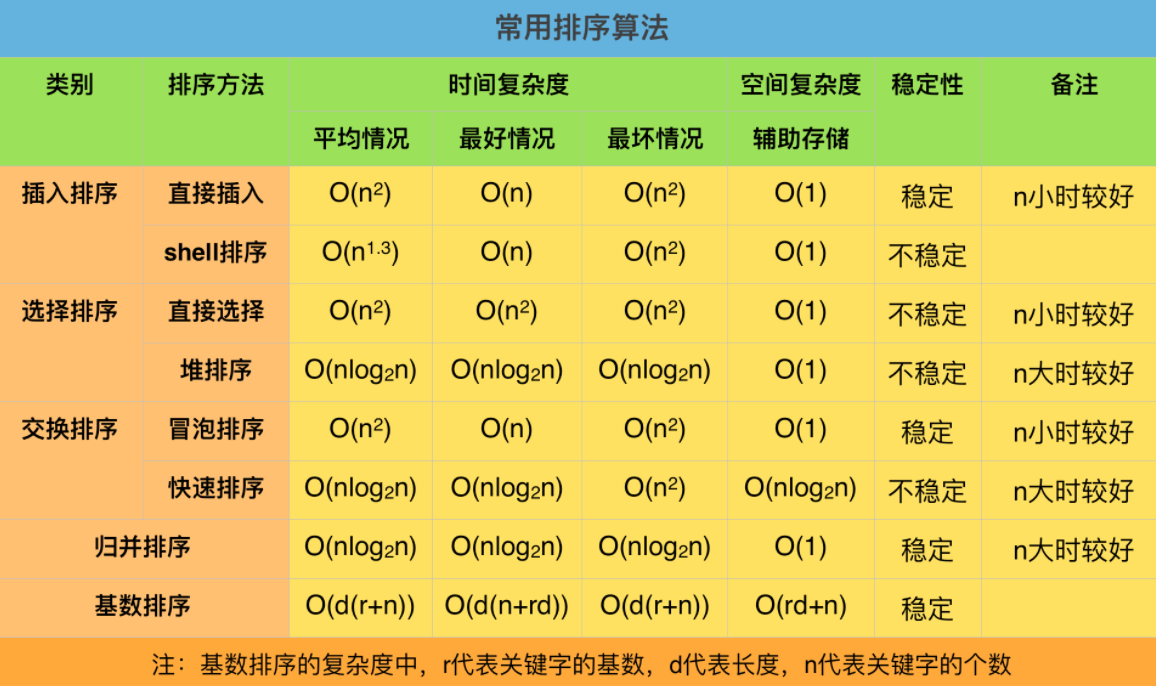 常用排序算法
类别 排序方法 时间复杂度 空间复杂度 稳定性 备注
平均情况 最好情况 最坏情况 辅助存储
插入排序 直接插入 O(n²) O(n) O(n²) O(1) 稳定 n小时较好
shell排序 O(n¹·³) O(n) O(n²) O(1) 不稳定
选择排序 直接选择 O(n²) O(n²) O(n²) O(1) 不稳定 n小时较好
堆排序 O(nlog₂n) O(nlog₂n) O(nlog₂n) O(1) 不稳定 n大时较好
交换排序 冒泡排序 O(n²) O(n) O(n²) O(1) 稳定 n小时较好
快速排序 O(nlog₂n) O(nlog₂n) O(n²) O(nlog₂n) 不稳定 n大时较好
归并排序 O(nlog₂n) O(nlog₂n) O(nlog₂n) O(1) 稳定 n大时较好
基数排序 O(d(r+n)) O(d(n+rd)) O(d(r+n)) O(rd+n) 稳定
注：基数排序的复杂度中，r代表关键字的基数，d代表长度，n代表关键字的个数